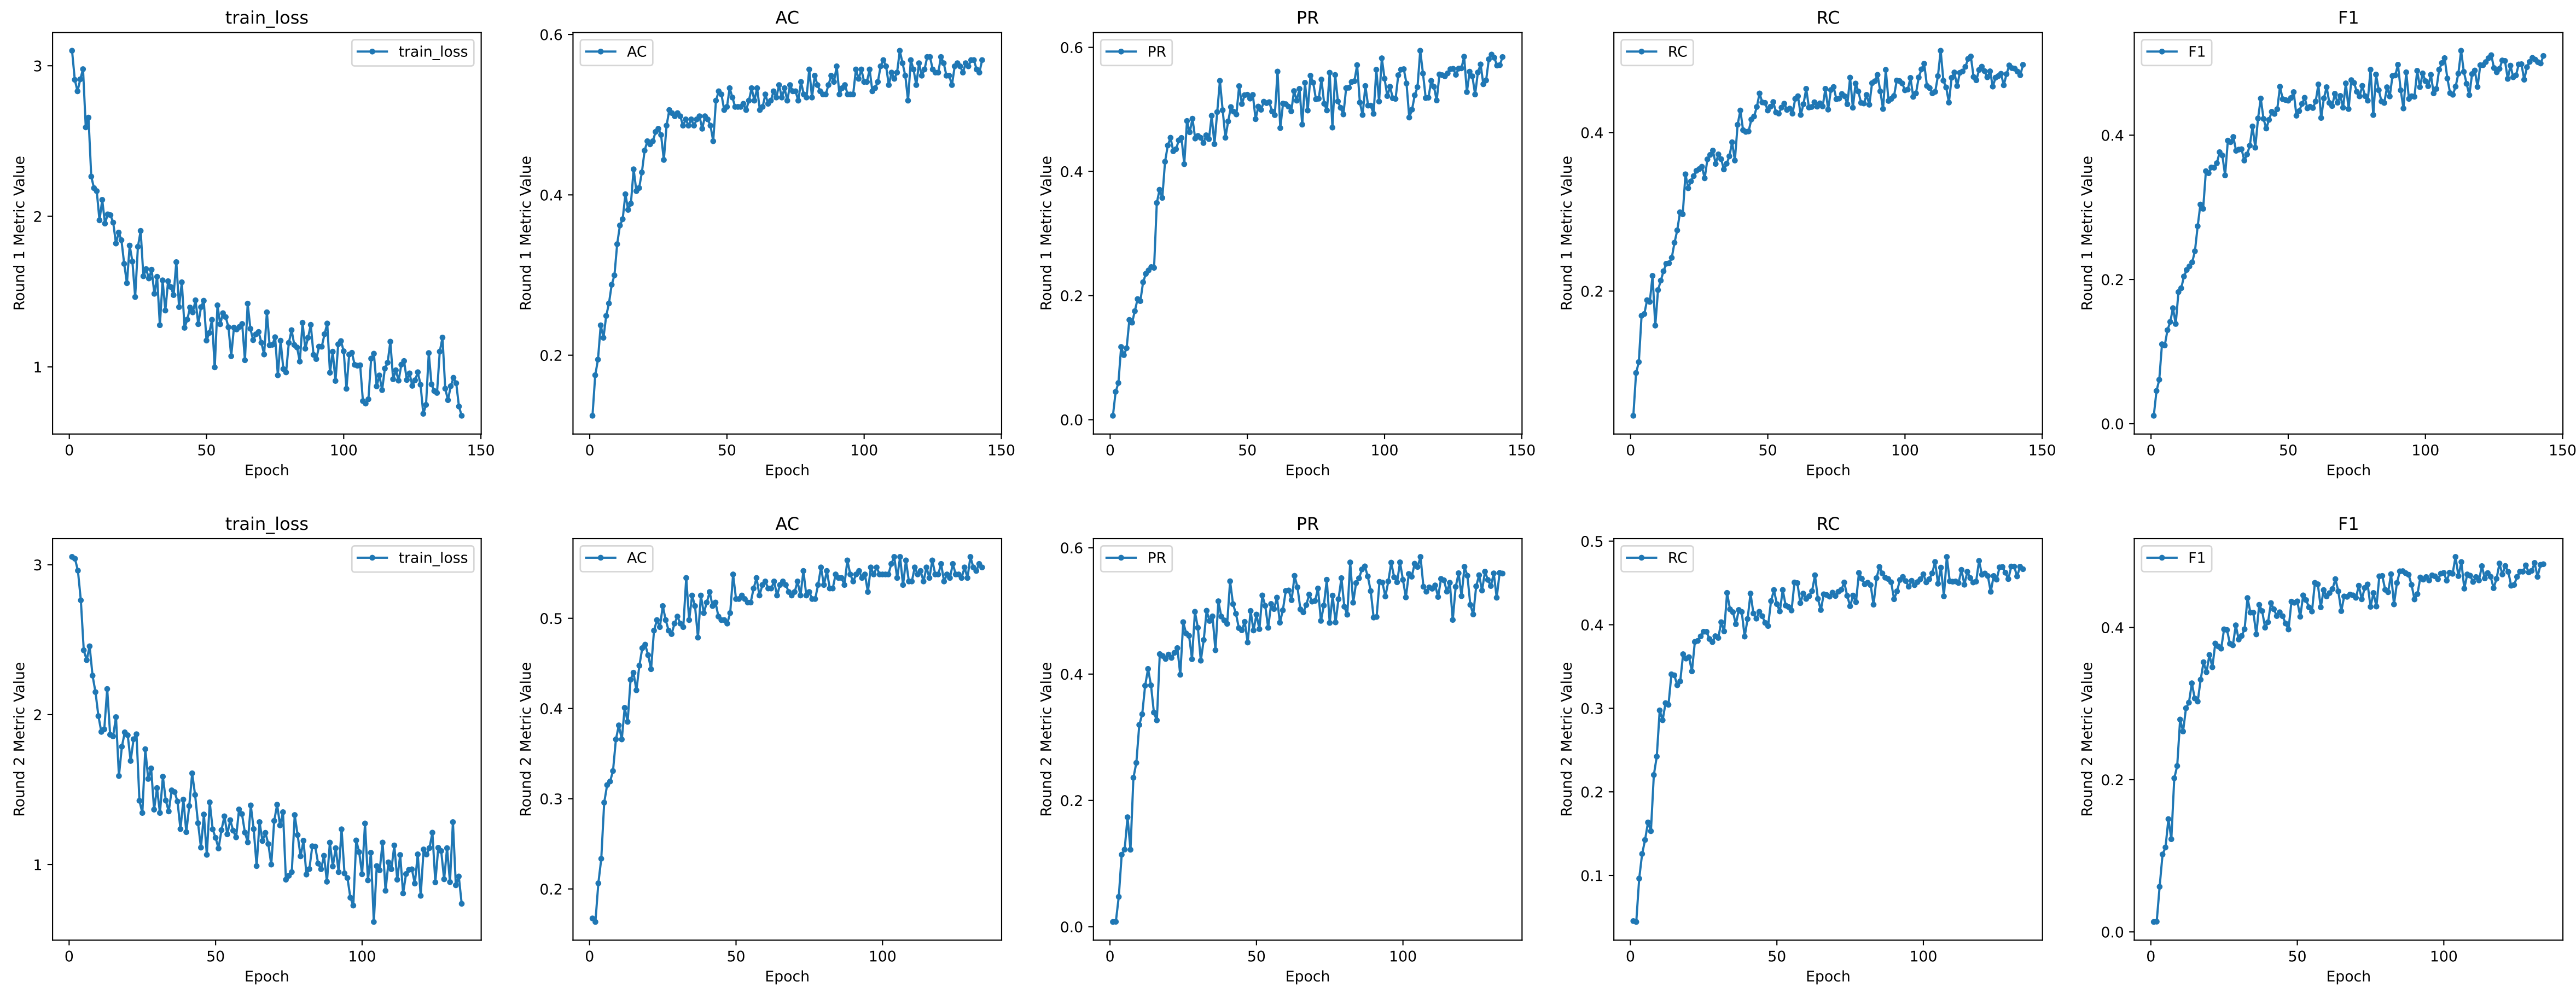 train_loss
train_loss
Round 1 Metric Value
3
2
1
0
50
100
150
Epoch
AC
AC
Round 1 Metric Value
0.6
0.4
0.2
0
50
100
150
Epoch
PR
PR
Round 1 Metric Value
0.6
0.4
0.2
0.0
0
50
100
150
Epoch
RC
RC
Round 1 Metric Value
0.4
0.2
0
50
100
150
Epoch
F1
F1
Round 1 Metric Value
0.4
0.2
0.0
0
50
100
150
Epoch
train_loss
train_loss
Round 2 Metric Value
3
2
1
0
50
100
Epoch
AC
AC
Round 2 Metric Value
0.5
0.4
0.3
0.2
0
50
100
Epoch
PR
PR
Round 2 Metric Value
0.6
0.4
0.2
0.0
0
50
100
Epoch
RC
RC
Round 2 Metric Value
0.5
0.4
0.3
0.2
0.1
0
50
100
Epoch
F1
F1
Round 2 Metric Value
0.4
0.2
0.0
0
50
100
Epoch